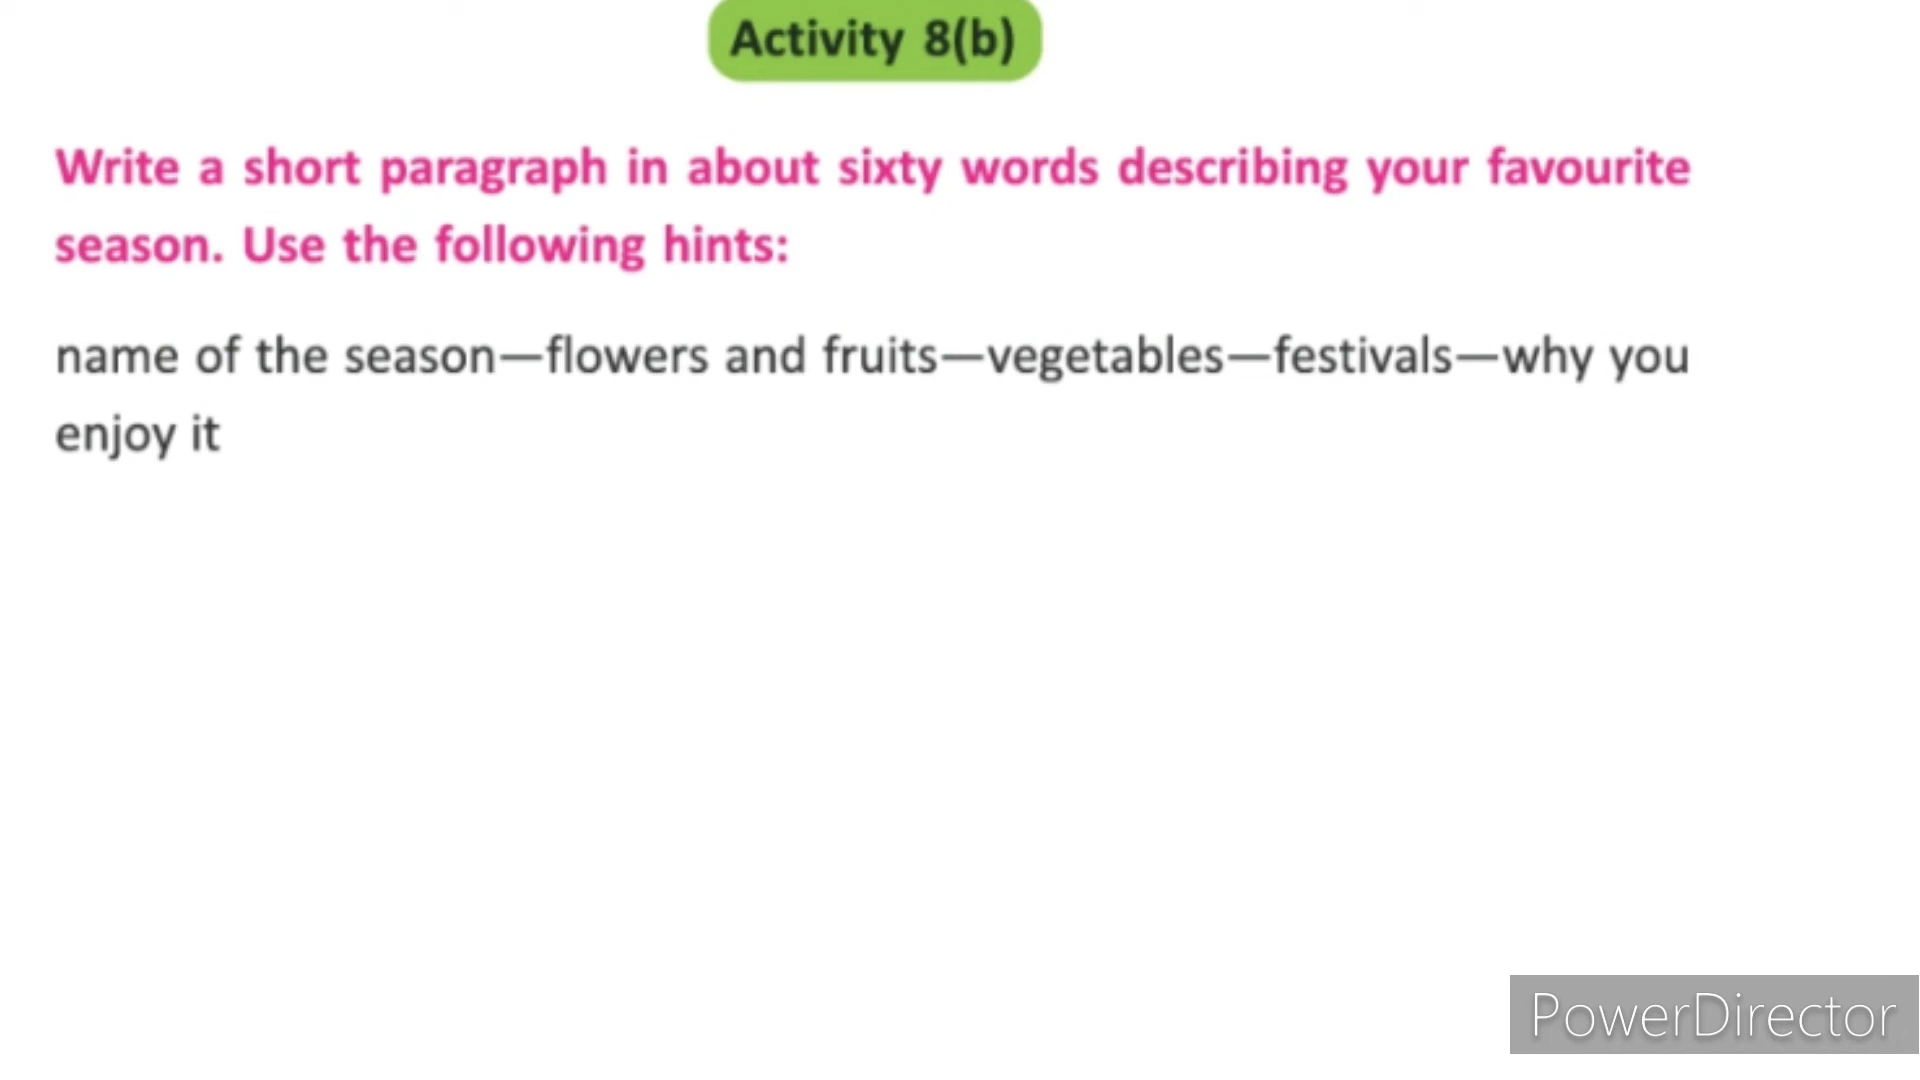 Activity 8(b)
Write a short paragraph in about sixty words describing your favourite
season. Use the following hints:
name of the season—flowers and fruits—vegetables—festivals—why you
enjoy it
PowerDirector